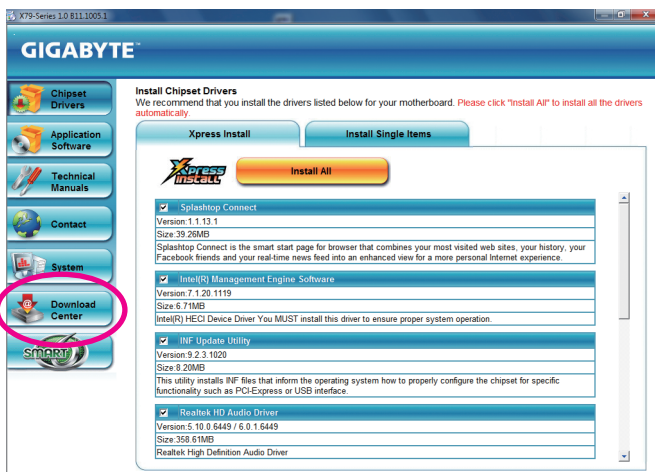 X79-Series 1.0 B11.1005.1
GIGABYTE™
Chipset
Drivers
Application
Software
Technical
Manuals
Contact
System
Download
Center
SMART
Install Chipset Drivers
We recommend that you install the drivers listed below for your motherboard. Please click "Install All" to install all the drivers
automatically.
Xpress Install
Install Single Items
Xpress
Install
Install All
Splashtop Connect
Version:1.1.13.1
Size:39.26MB
Splashtop Connect is the smart start page for browser that combines your most visited web sites, your history, your
Facebook friends and your real-time news feed into an enhanced view for a more personal Internet experience.
Intel(R) Management Engine Software
Version:7.1.20.1119
Size:6.71MB
Intel(R) HECI Device Driver You MUST install this driver to ensure proper system operation.
INF Update Utility
Version:9.2.3.1020
Size:8.20MB
This utility installs INF files that inform the operating system how to properly configure the chipset for specific
functionality such as PCI-Express or USB interface.
Realtek HD Audio Driver
Version:5.10.0.6449 / 6.0.1.6449
Size:358.61MB
Realtek High Definition Audio Driver